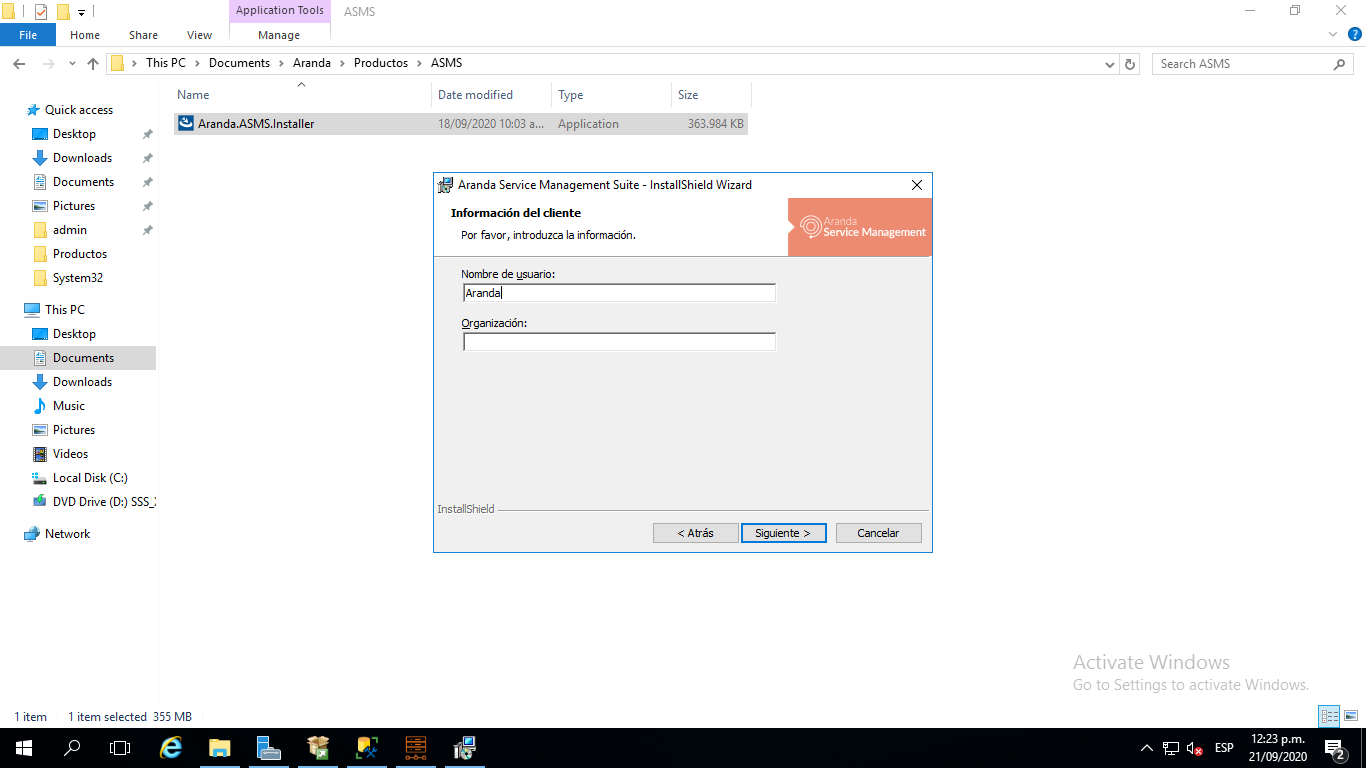 Application Tools
ASMS
File
Home
Share
View
Manage
This PC
Documents
Aranda
Productos
ASMS
Search ASMS
Name
Date modified
Type
Size
Aranda.ASMS.Installer
18/09/2020 10:03 a...
Application
363.984 KB
Quick access
Desktop
Downloads
Documents
Pictures
admin
Productos
System32
This PC
Desktop
Documents
Downloads
Music
Pictures
Videos
Local Disk (C:)
DVD Drive (D:) SSS_
Network
Aranda Service Management Suite - InstallShield Wizard
Información del cliente
Por favor, introduzca la información.
Aranda
Service Management
Nombre de usuario:
Aranda
Organización:
InstallShield
< Atrás
Siguiente >
Cancelar
Activate Windows
Go to Settings to activate Windows.
1 item
1 item selected 355 MB
ESP
12:23 p.m.
21/09/2020
2